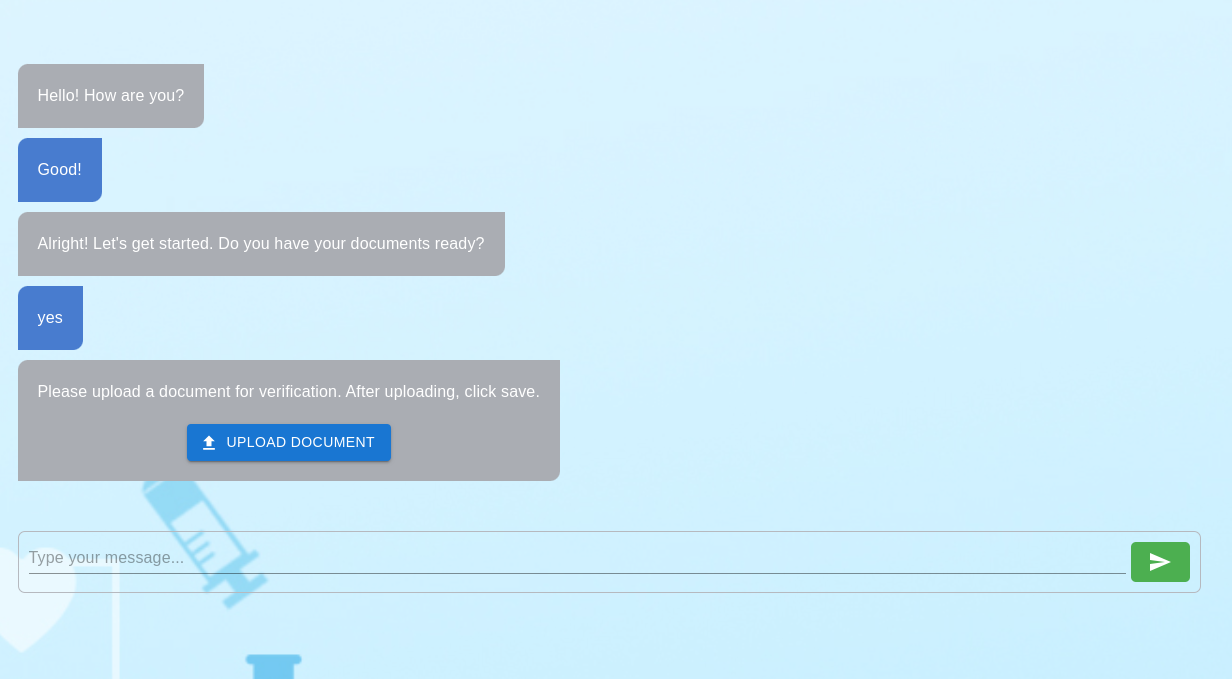 Hello! How are you?
Good!
Alright! Let's get started. Do you have your documents ready?
yes
Please upload a document for verification. After uploading, click save.
UPLOAD DOCUMENT
Type your message...